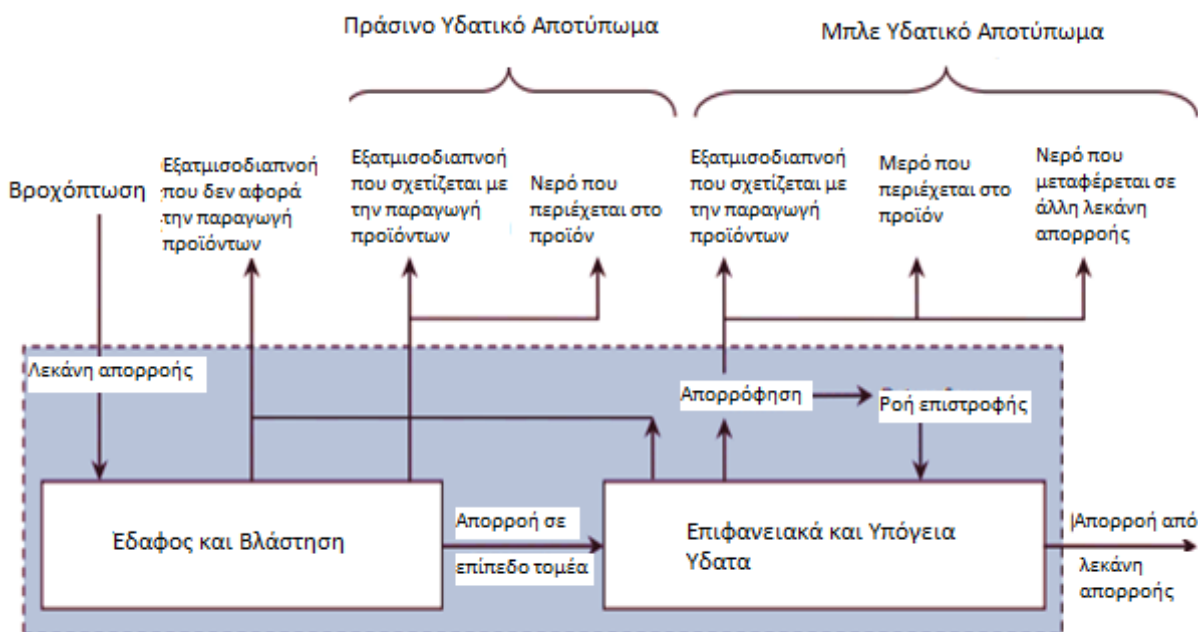 Πράσινο Υδατικό Αποτύπωμα
Μπλε Υδατικό Αποτύπωμα
Βροχόπτωση
Εξατμισοδιαπνοή
που δεν αφορά
την παραγωγή
προϊόντων
Εξατμισοδιαπνοή
που σχετίζεται με
την παραγωγή
προϊόντων
Νερό που
περιέχεται στο
προϊόν
Εξατμισοδιαπνοή
που σχετίζεται με
την παραγωγή
προϊόντων
Μερό που
περιέχεται στο
προϊόν
Νερό που
μεταφέρεται σε
άλλη λεκάνη
απορροής
Λεκάνη απορροής
Απορρόφηση
Ροή επιστροφής
Έδαφος και Βλάστηση
Απορροή σε
επίπεδο τομέα
Επιφανειακά και Υπόγεια
Υδατα
Απορροή από
λεκάνη
απορροής